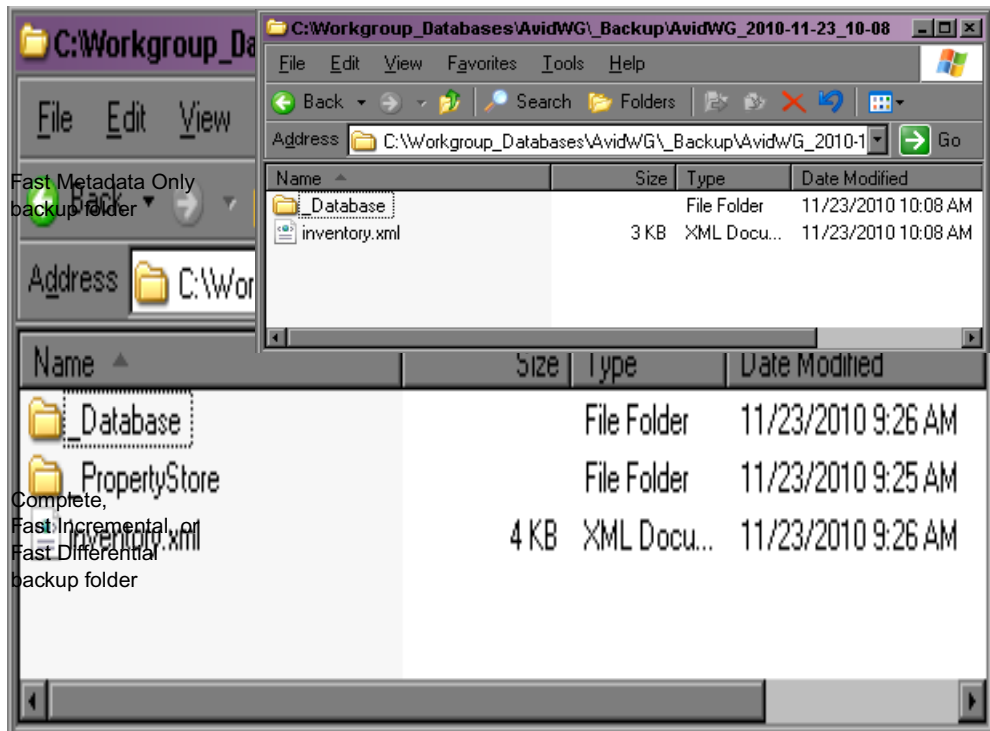 C:\Workgroup_Databases\AvidWG\_Backup\AvidWG_2010-11-23_10-08
File Edit View Favorites Tools Help
Back Search Folders
Address C:\Workgroup_Databases\AvidWG\_Backup\AvidWG_2010-1 Go
Name Size Type Date Modified
_Database File Folder 11/23/2010 10:08 AM
inventory.xml 3 KB XML Docu... 11/23/2010 10:08 AM
C:\Workgroup_Da
File Edit View
Fast Metadata Only
backup folder
Back
Address C:\Wor
Name Size Type Date Modified
_Database File Folder 11/23/2010 9:26 AM
_PropertyStore File Folder 11/23/2010 9:25 AM
inventory.xml 4 KB XML Docu... 11/23/2010 9:26 AM
Complete,
Fast Incremental, or
Fast Differential
backup folder